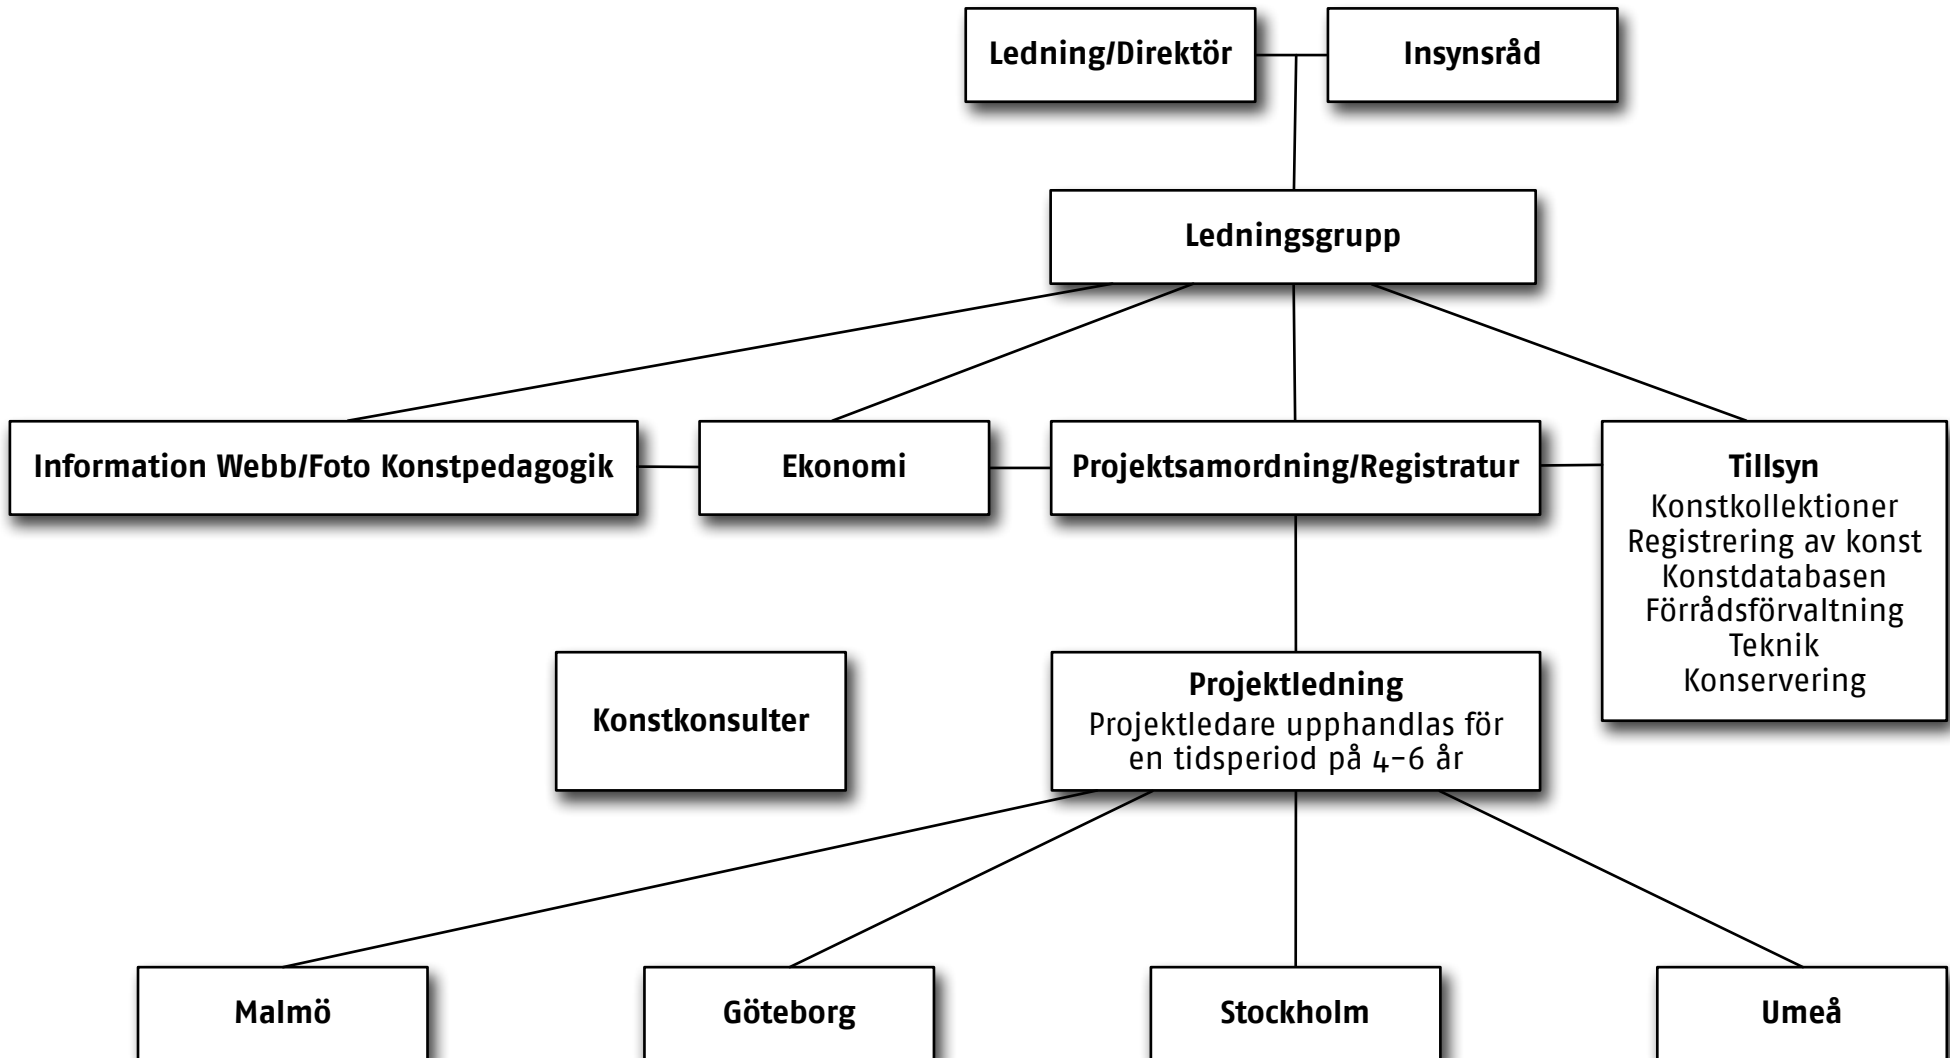 Ledning/Direktör
Insynsråd
Ledningsgrupp
Information Webb/Foto Konstpedagogik
Ekonomi
Projektsamordning/Registratur
Tillsyn
Konstkollektioner
Registrering av konst
Konstdatabasen
Förrådsförvaltning
Teknik
Konservering
Konstkonsulter
Projektledning
Projektledare upphandlas för
en tidsperiod på 4–6 år
Malmö
Göteborg
Stockholm
Umeå